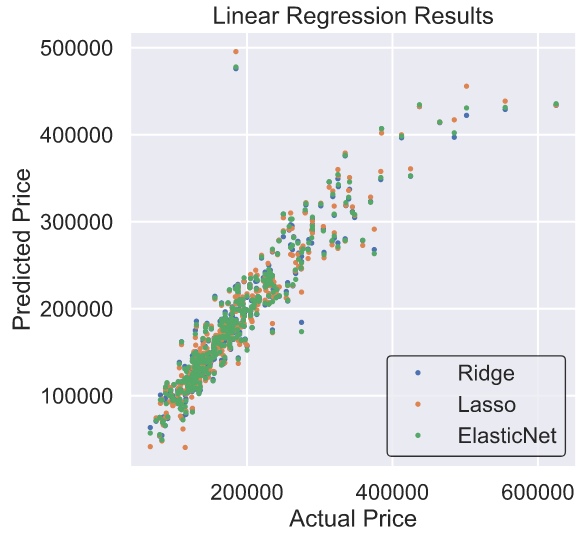 Linear Regression Results
500000
400000
300000
200000
100000
Predicted Price
Ridge
Lasso
ElasticNet
200000 400000 600000
Actual Price